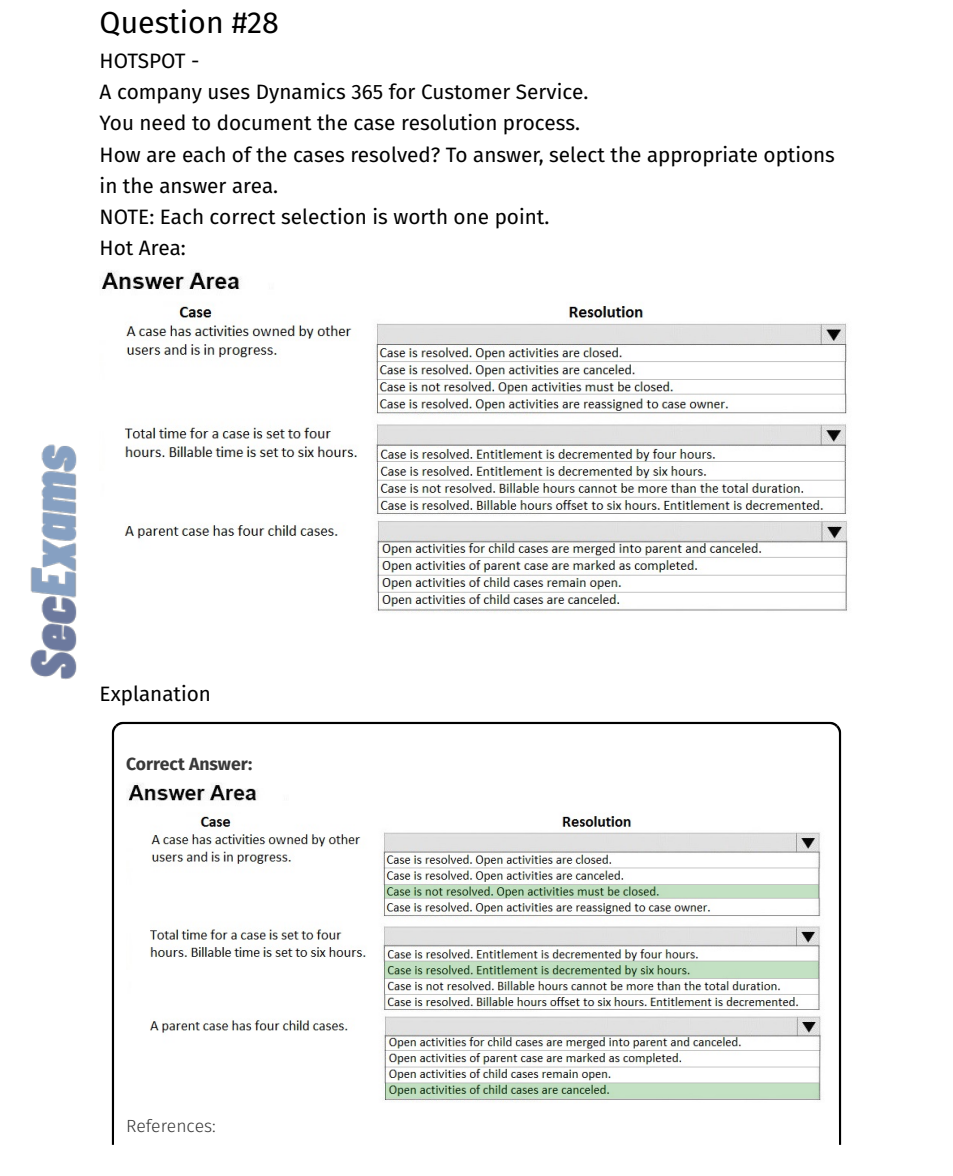 Question #28
HOTSPOT -
A company uses Dynamics 365 for Customer Service.
You need to document the case resolution process.
How are each of the cases resolved? To answer, select the appropriate options
in the answer area.
NOTE: Each correct selection is worth one point.
Hot Area:
Answer Area
Case
Resolution
A case has activities owned by other
users and is in progress.
Case is resolved. Open activities are closed.
Case is resolved. Open activities are canceled.
Case is not resolved. Open activities must be closed.
Case is resolved. Open activities are reassigned to case owner.
Total time for a case is set to four
hours. Billable time is set to six hours.
Case is resolved. Entitlement is decremented by four hours.
Case is resolved. Entitlement is decremented by six hours.
Case is not resolved. Billable hours cannot be more than the total duration.
Case is resolved. Billable hours offset to six hours. Entitlement is decremented.
A parent case has four child cases.
Open activities for child cases are merged into parent and canceled.
Open activities of parent case are marked as completed.
Open activities of child cases remain open.
Open activities of child cases are canceled.
SecExams
Explanation
Correct Answer:
Answer Area
Case
Resolution
A case has activities owned by other
users and is in progress.
Case is resolved. Open activities are closed.
Case is resolved. Open activities are canceled.
Case is not resolved. Open activities must be closed.
Case is resolved. Open activities are reassigned to case owner.
Total time for a case is set to four
hours. Billable time is set to six hours.
Case is resolved. Entitlement is decremented by four hours.
Case is resolved. Entitlement is decremented by six hours.
Case is not resolved. Billable hours cannot be more than the total duration.
Case is resolved. Billable hours offset to six hours. Entitlement is decremented.
A parent case has four child cases.
Open activities for child cases are merged into parent and canceled.
Open activities of parent case are marked as completed.
Open activities of child cases remain open.
Open activities of child cases are canceled.
References: